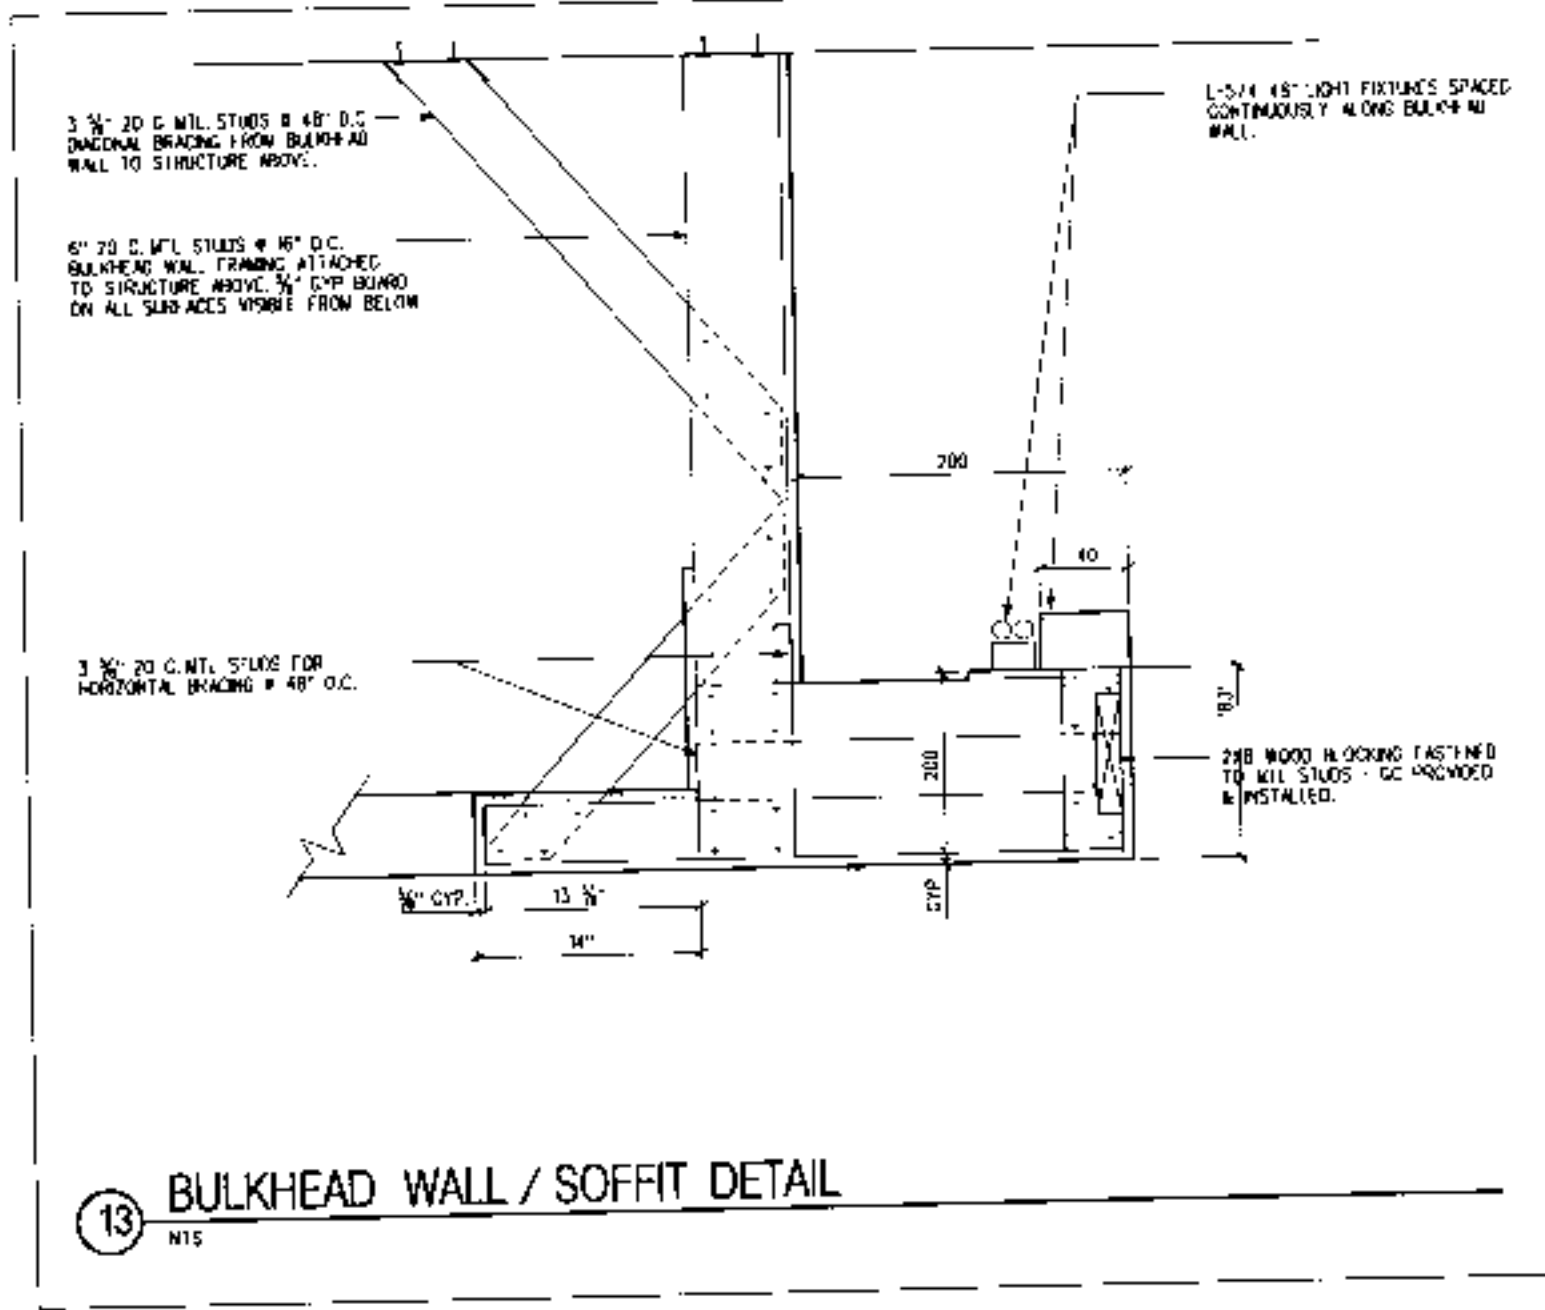 3 5/8" 20 G. MTL. STUDS @ 48" O.C.
DIAGONAL BRACING FROM BULKHEAD
WALL TO STRUCTURE ABOVE.
6" 20 G. MTL STUDS @ 16" O.C.
BULKHEAD WALL FRAMING ATTACHED
TO STRUCTURE ABOVE. 5/8" GYP BOARD
ON ALL SURFACES VISIBLE FROM BELOW
48" LIGHT FIXTURES SPACED
CONTINUOUSLY ALONG BULKHEAD
WALL.
200
40
3 5/8" 20 G. MTL. STUDS FOR
HORIZONTAL BRACING @ 48" O.C.
200
2X8 WOOD BLOCKING FASTENED
TO MTL STUDS - GC PROVIDED
& INSTALLED.
5/8" GYP.
13 3/8"
GYP
14"
13
BULKHEAD WALL / SOFFIT DETAIL
NTS